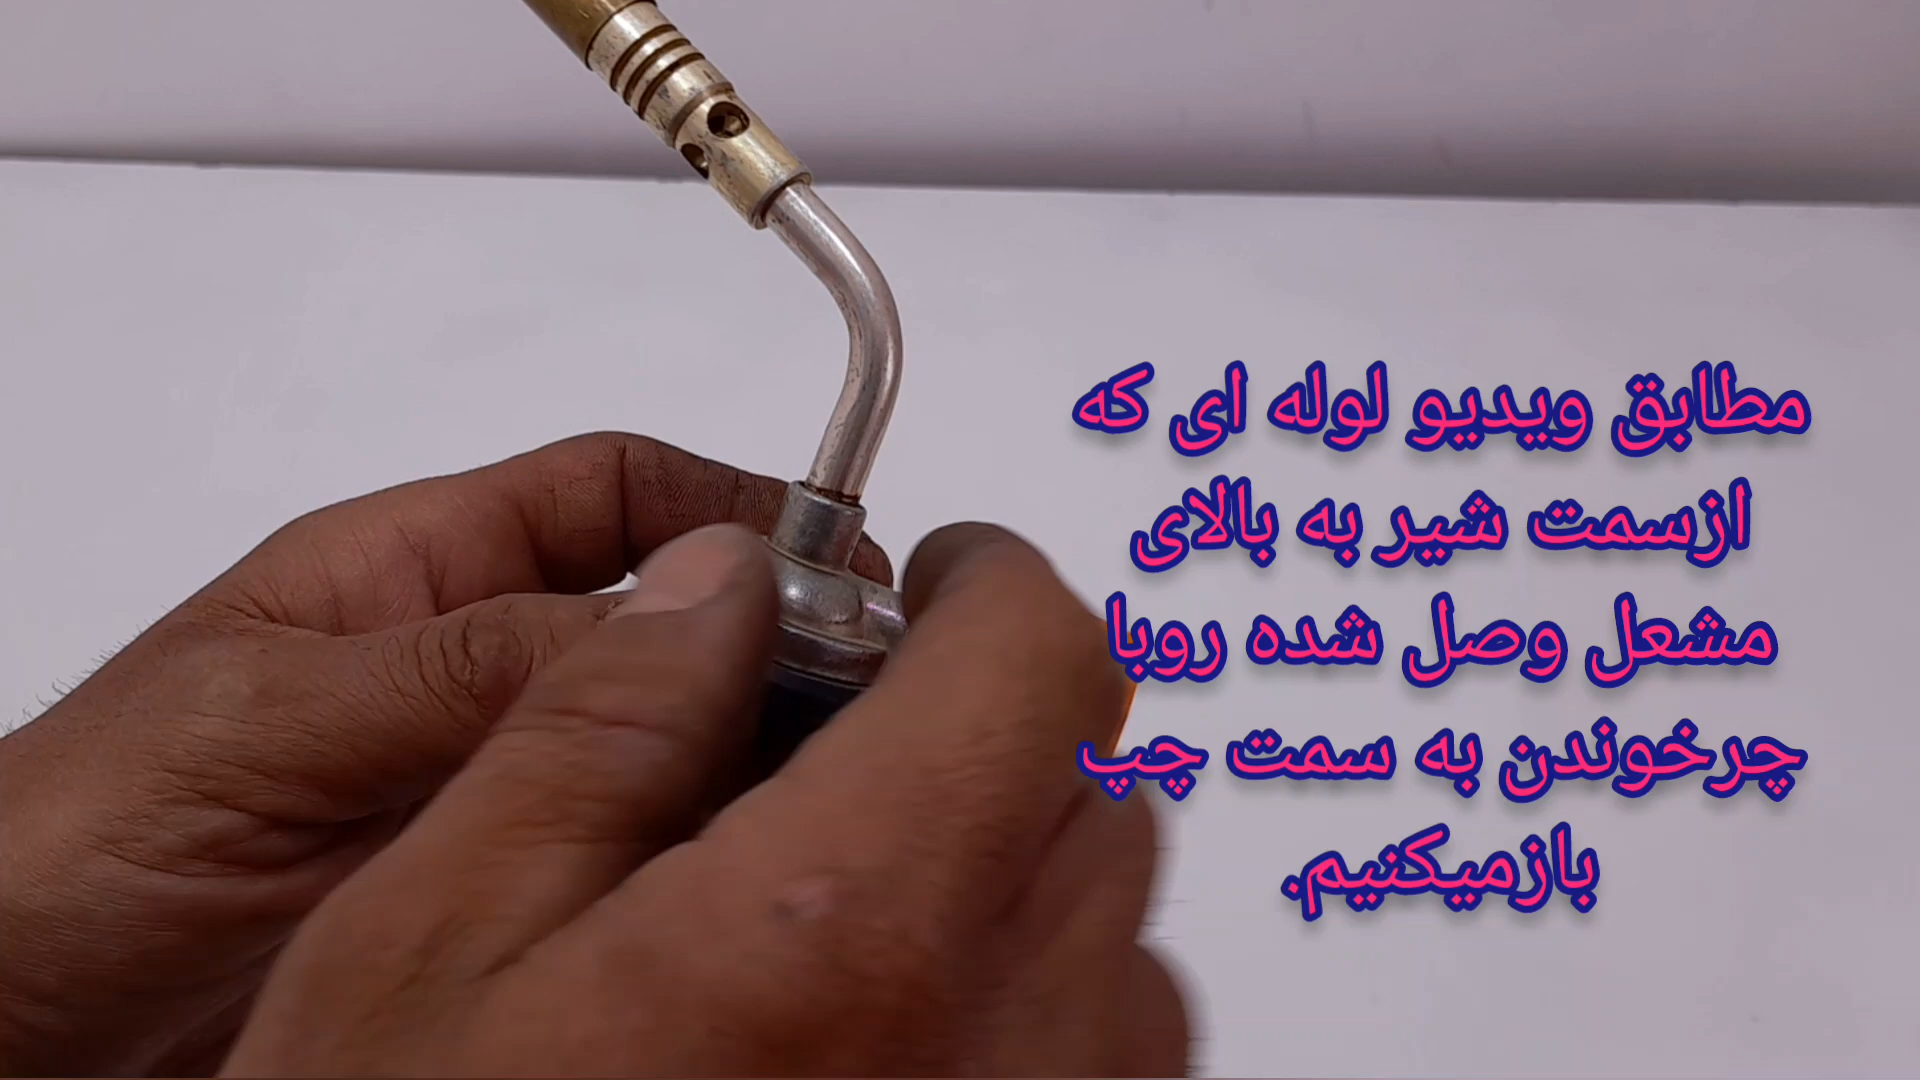 مطابق ویدیو لوله ای که
ازسمت شیر به بالای
مشعل وصل شده روبا
چرخوندن به سمت چپ
بازمیکنیم.